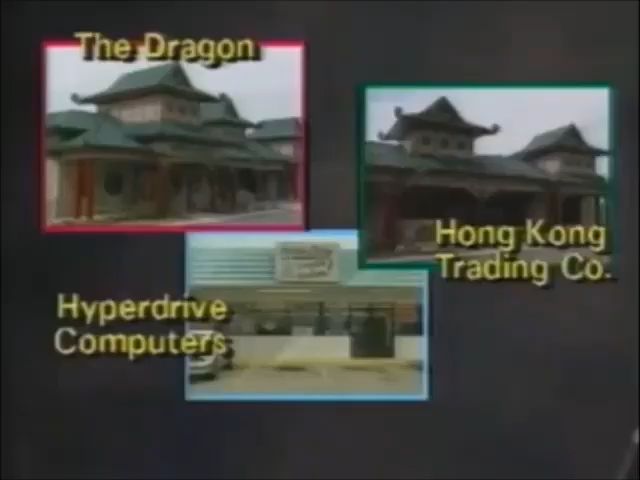 The Dragon
Hong Kong
Trading Co.
Hyperdrive
Computers